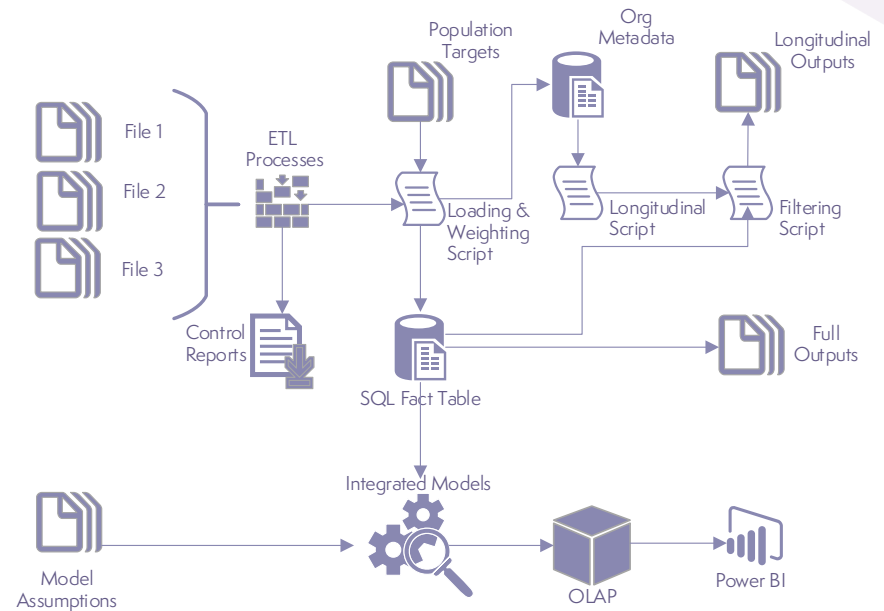 Population
Targets
Org
Metadata
Longitudinal
Outputs
File 1
File 2
File 3
ETL
Processes
Loading &
Weighting
Script
Longitudinal
Script
Filtering
Script
Control
Reports
SQL Fact Table
Full
Outputs
Integrated Models
Model
Assumptions
OLAP
Power BI